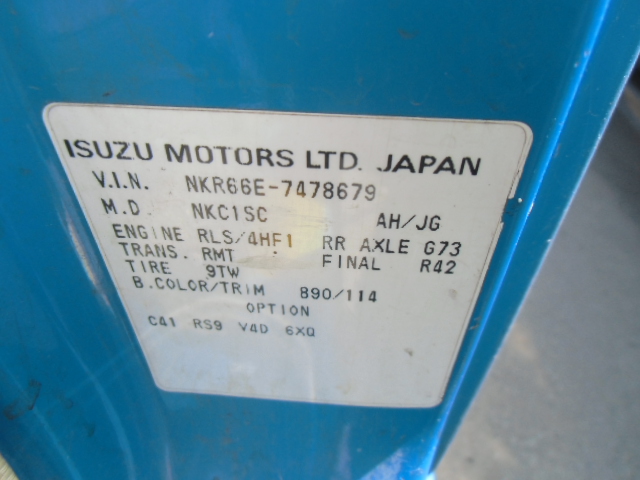 ISUZU MOTORS LTD. JAPAN
V.I.N. NKR66E-7478679
M.D. NKC1SC AH/JG
ENGINE RLS/4HF1 RR AXLE G73
TRANS. RMT FINAL R42
TIRE 9TW
B.COLOR/TRIM 890/114
OPTION
C41 RS9 V4D 6XQ